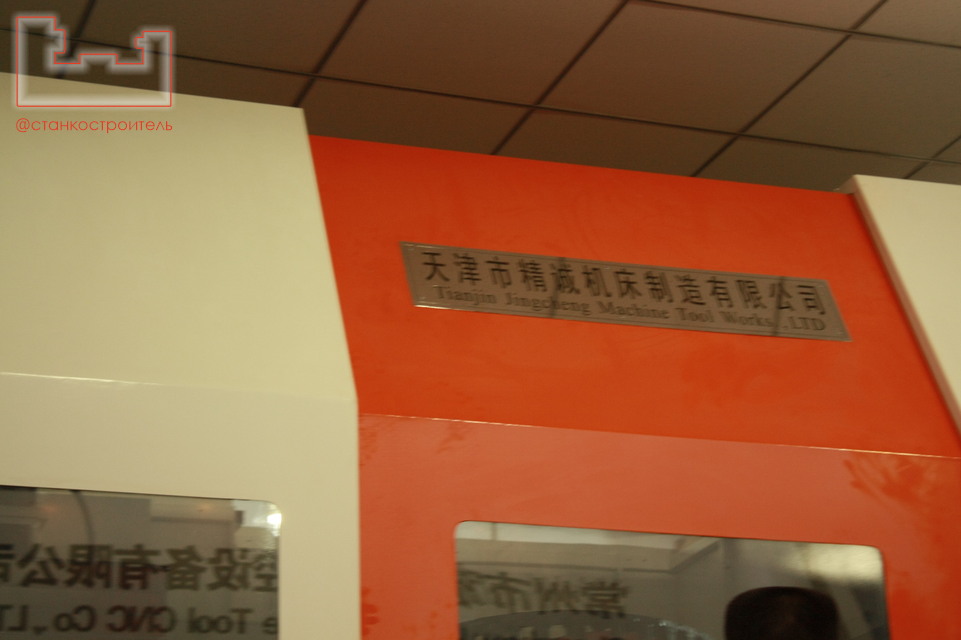 @станкостроитель
天津市精诚机床制造有限公司
Tianjin Jingcheng Machine Tool Works.,LTD
控设备有限公司
常州市
Tool CNC Co.,LT